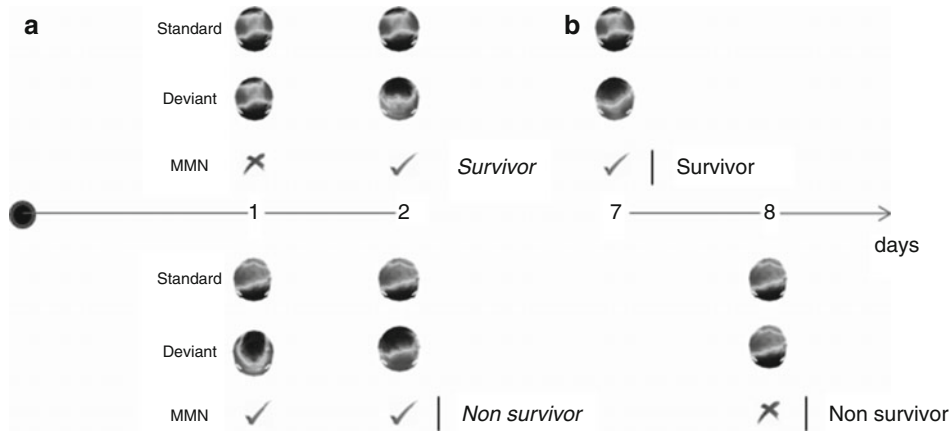 a
b
Standard
Deviant
MMN Survivor | Survivor
1 2 7 8
days
Standard
Deviant
MMN | Non survivor | Non survivor